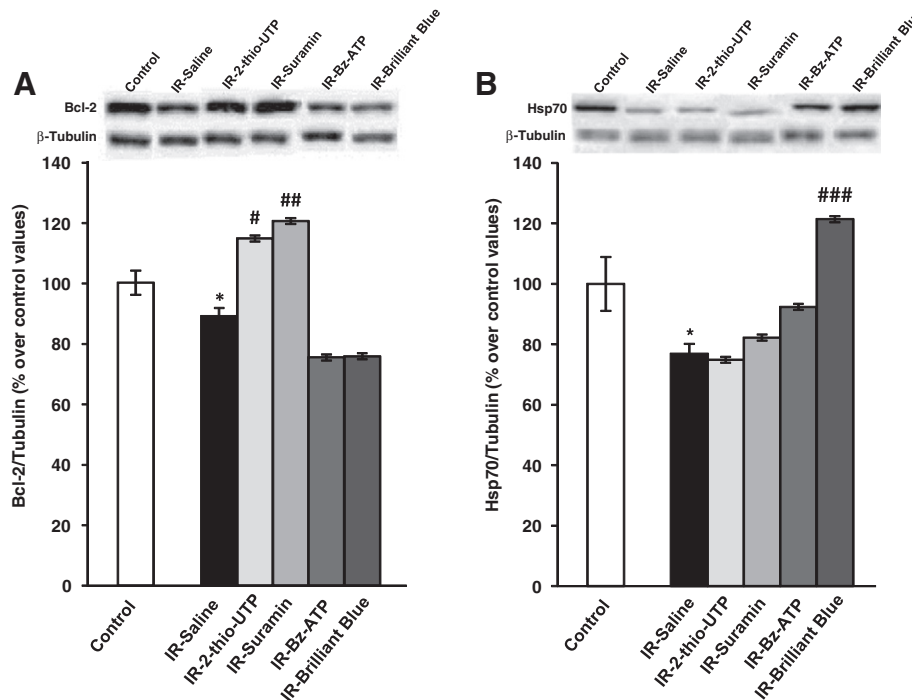 A
Control
IR-Saline
IR-2-thio-UTP
IR-Suramin
IR-Bz-ATP
IR-Brilliant Blue
Bcl-2
β-Tubulin
Bcl-2/Tubulin (% over control values)
140
120
100
80
60
40
20
0
*
#
##
Control
IR-Saline
IR-2-thio-UTP
IR-Suramin
IR-Bz-ATP
IR-Brilliant Blue
B
Control
IR-Saline
IR-2-thio-UTP
IR-Suramin
IR-Bz-ATP
IR-Brilliant Blue
Hsp70
β-Tubulin
Hsp70/Tubulin (% over control values)
140
120
100
80
60
40
20
0
*
###
Control
IR-Saline
IR-2-thio-UTP
IR-Suramin
IR-Bz-ATP
IR-Brilliant Blue